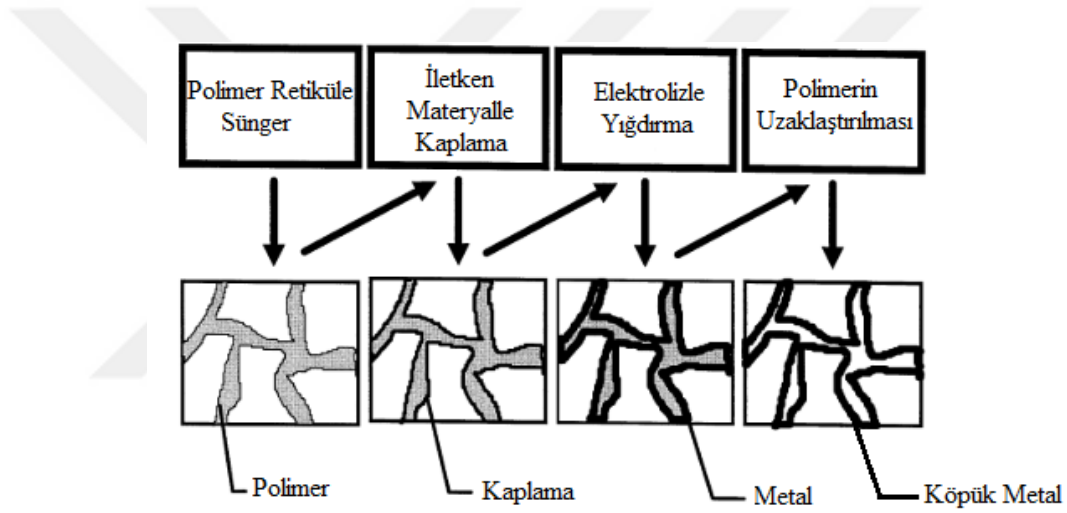 Polimer Retiküle
Sünger
İletken
Materyalle
Kaplama
Elektrolizle
Yığdırma
Polimerin
Uzaklaştırılması
Polimer
Kaplama
Metal
Köpük Metal